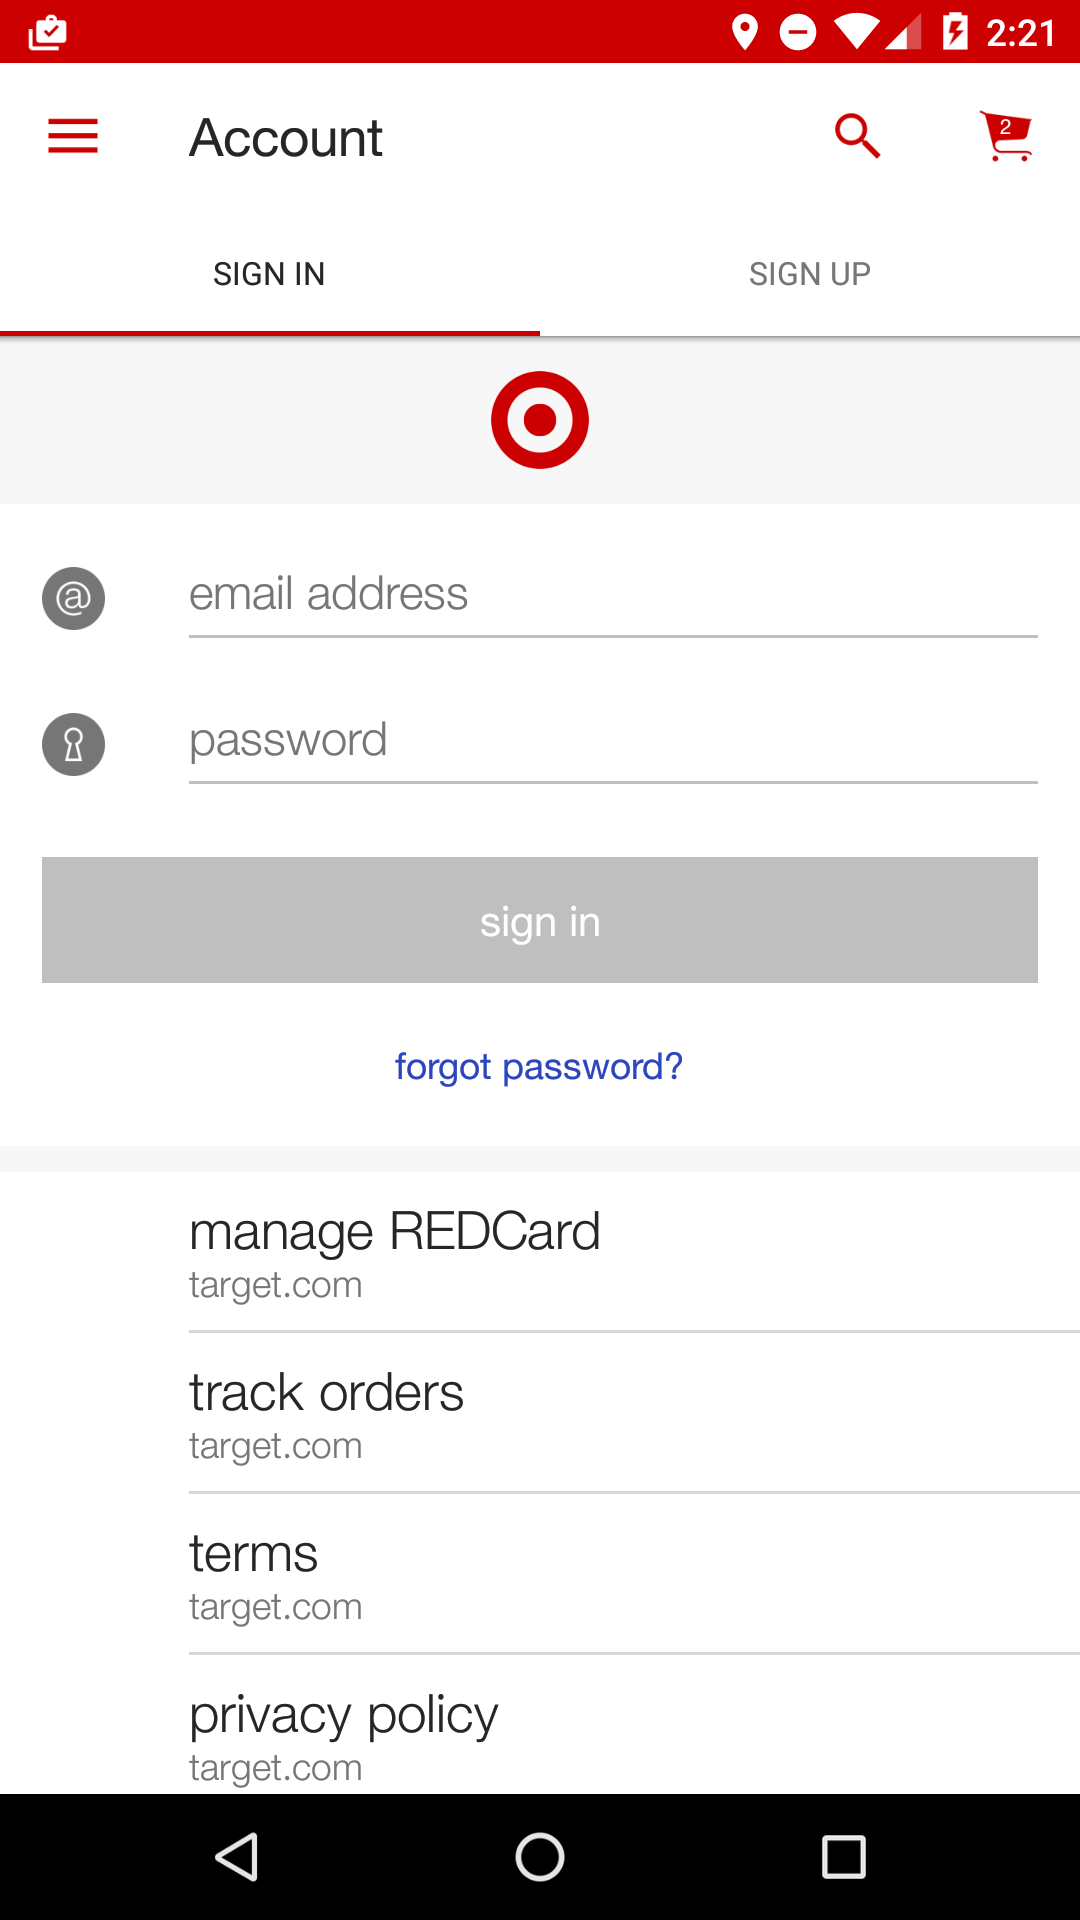 2:21
Account
2
SIGN IN
SIGN UP
@
email address
password
sign in
forgot password?
manage REDCard
target.com
track orders
target.com
terms
target.com
privacy policy
target.com